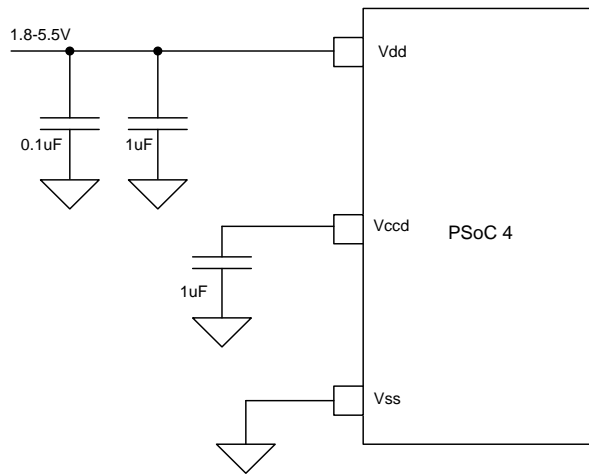 1.8-5.5V
Vdd
0.1uF
1uF
Vccd
PSoC 4
1uF
Vss